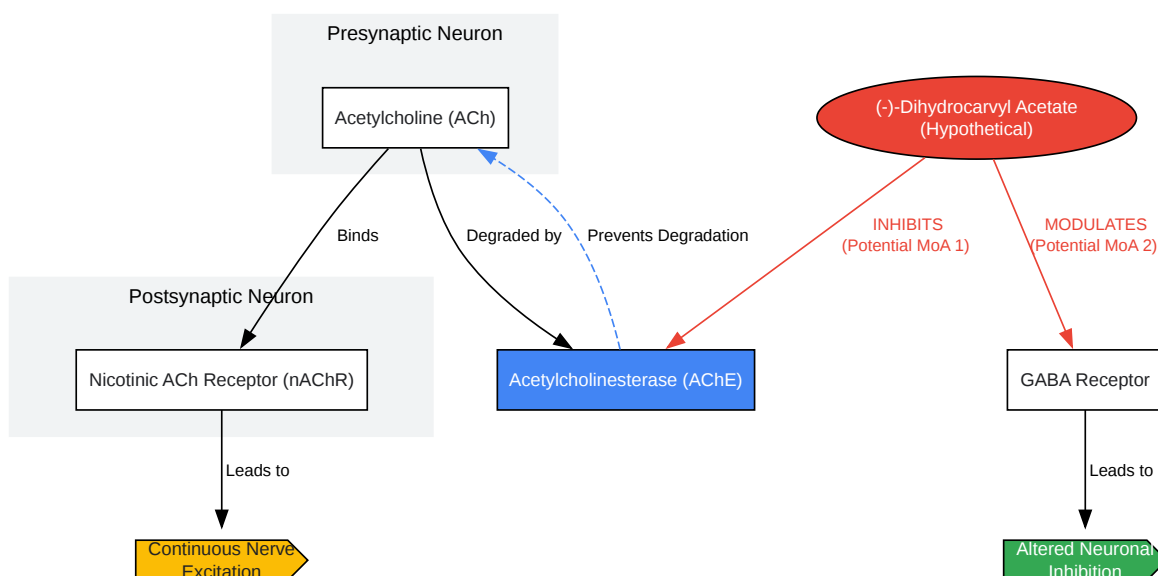 Presynaptic Neuron
Acetylcholine (ACh)
(-)-Dihydrocarvyl Acetate
(Hypothetical)
Binds
Degraded by
Prevents Degradation
INHIBITS
(Potential MoA 1)
MODULATES
(Potential MoA 2)
Postsynaptic Neuron
Nicotinic ACh Receptor (nAChR)
Acetylcholinesterase (AChE)
GABA Receptor
Leads to
Leads to
Continuous Nerve
Excitation
Altered Neuronal
Inhibition